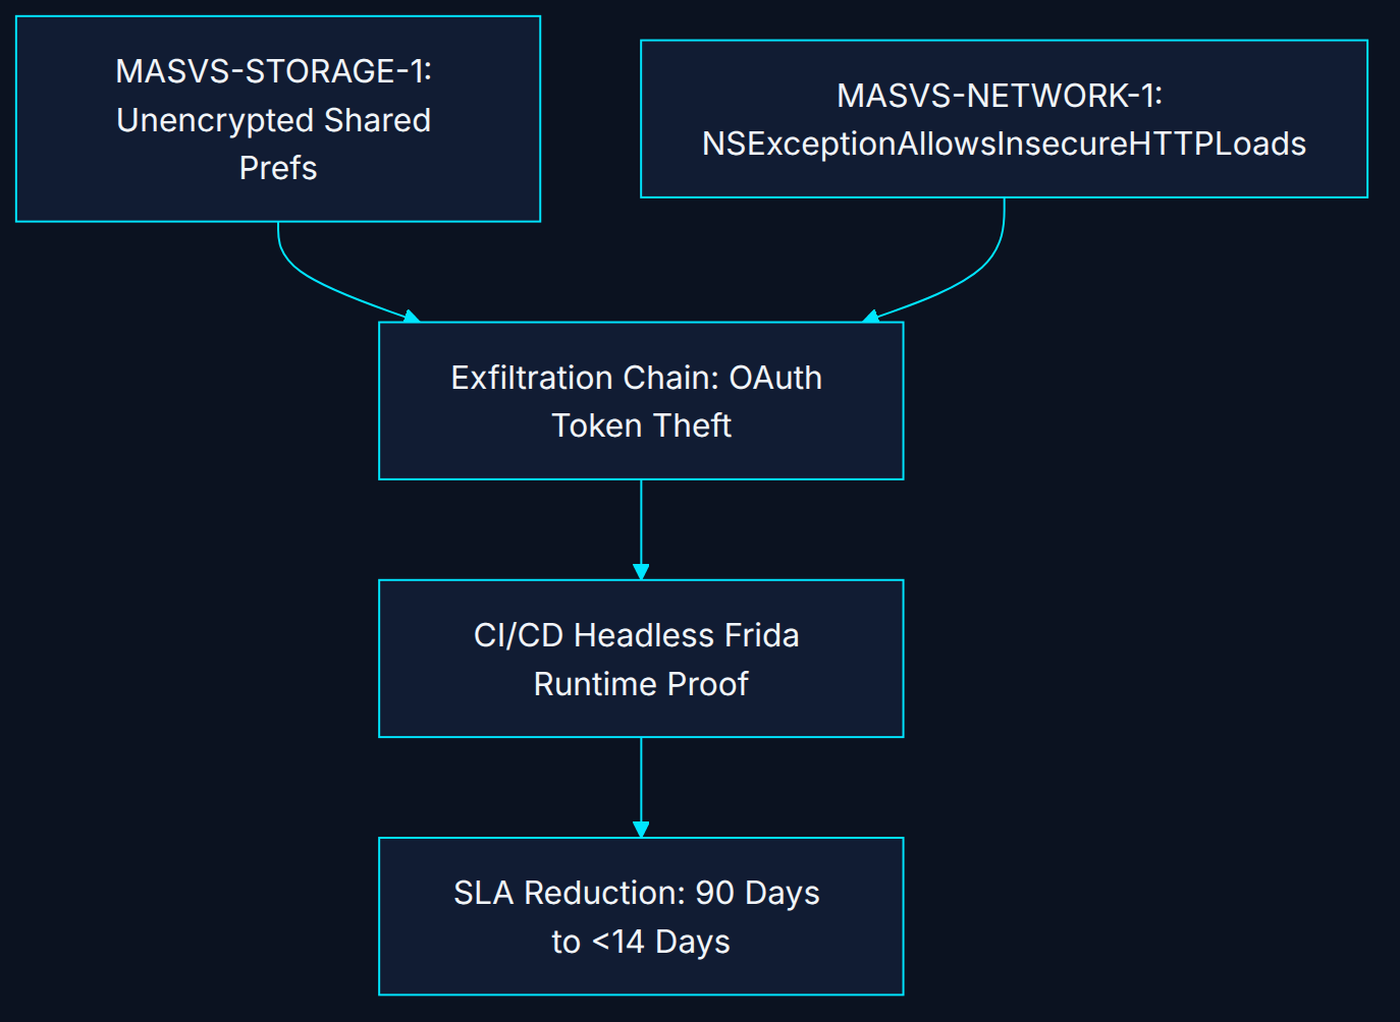 MASVS-STORAGE-1:
Unencrypted Shared
Prefs
MASVS-NETWORK-1:
NSExceptionAllowsInsecureHTTPLoads
Exfiltration Chain: OAuth
Token Theft
CI/CD Headless Frida
Runtime Proof
SLA Reduction: 90 Days
to <14 Days